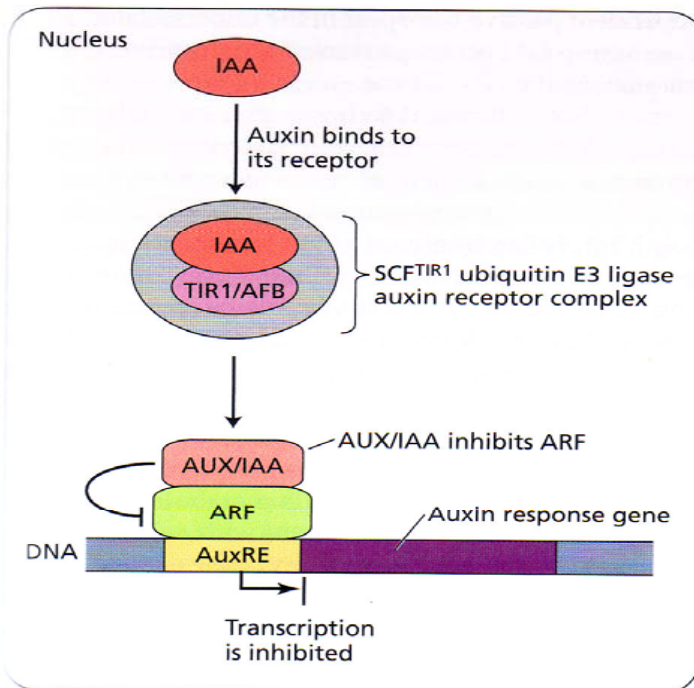 Nucleus
IAA
Auxin binds to
its receptor
IAA
TIR1/AFB
SCFTIR1 ubiquitin E3 ligase
auxin receptor complex
AUX/IAA inhibits ARF
AUX/IAA
ARF
Auxin response gene
DNA
AuxRE
Transcription
is inhibited